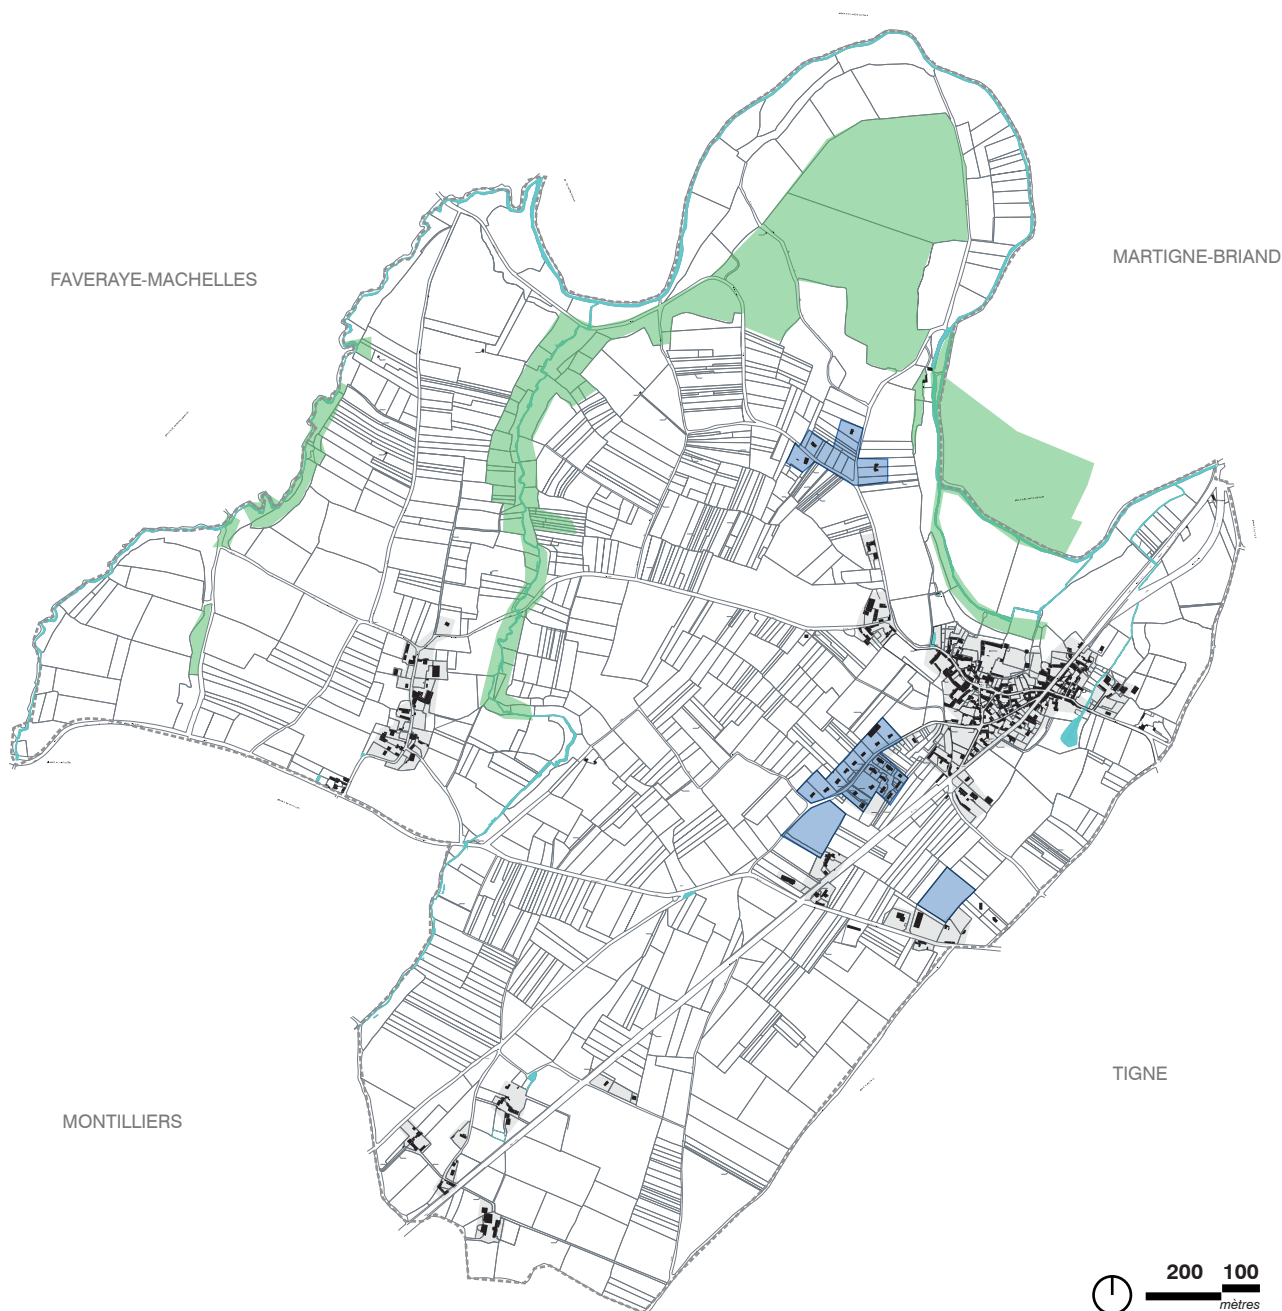 MARTIGNE-BRIAND
FAVERAYE-MACHELLES
TIGNE
MONTILLIERS
200 100
mètres